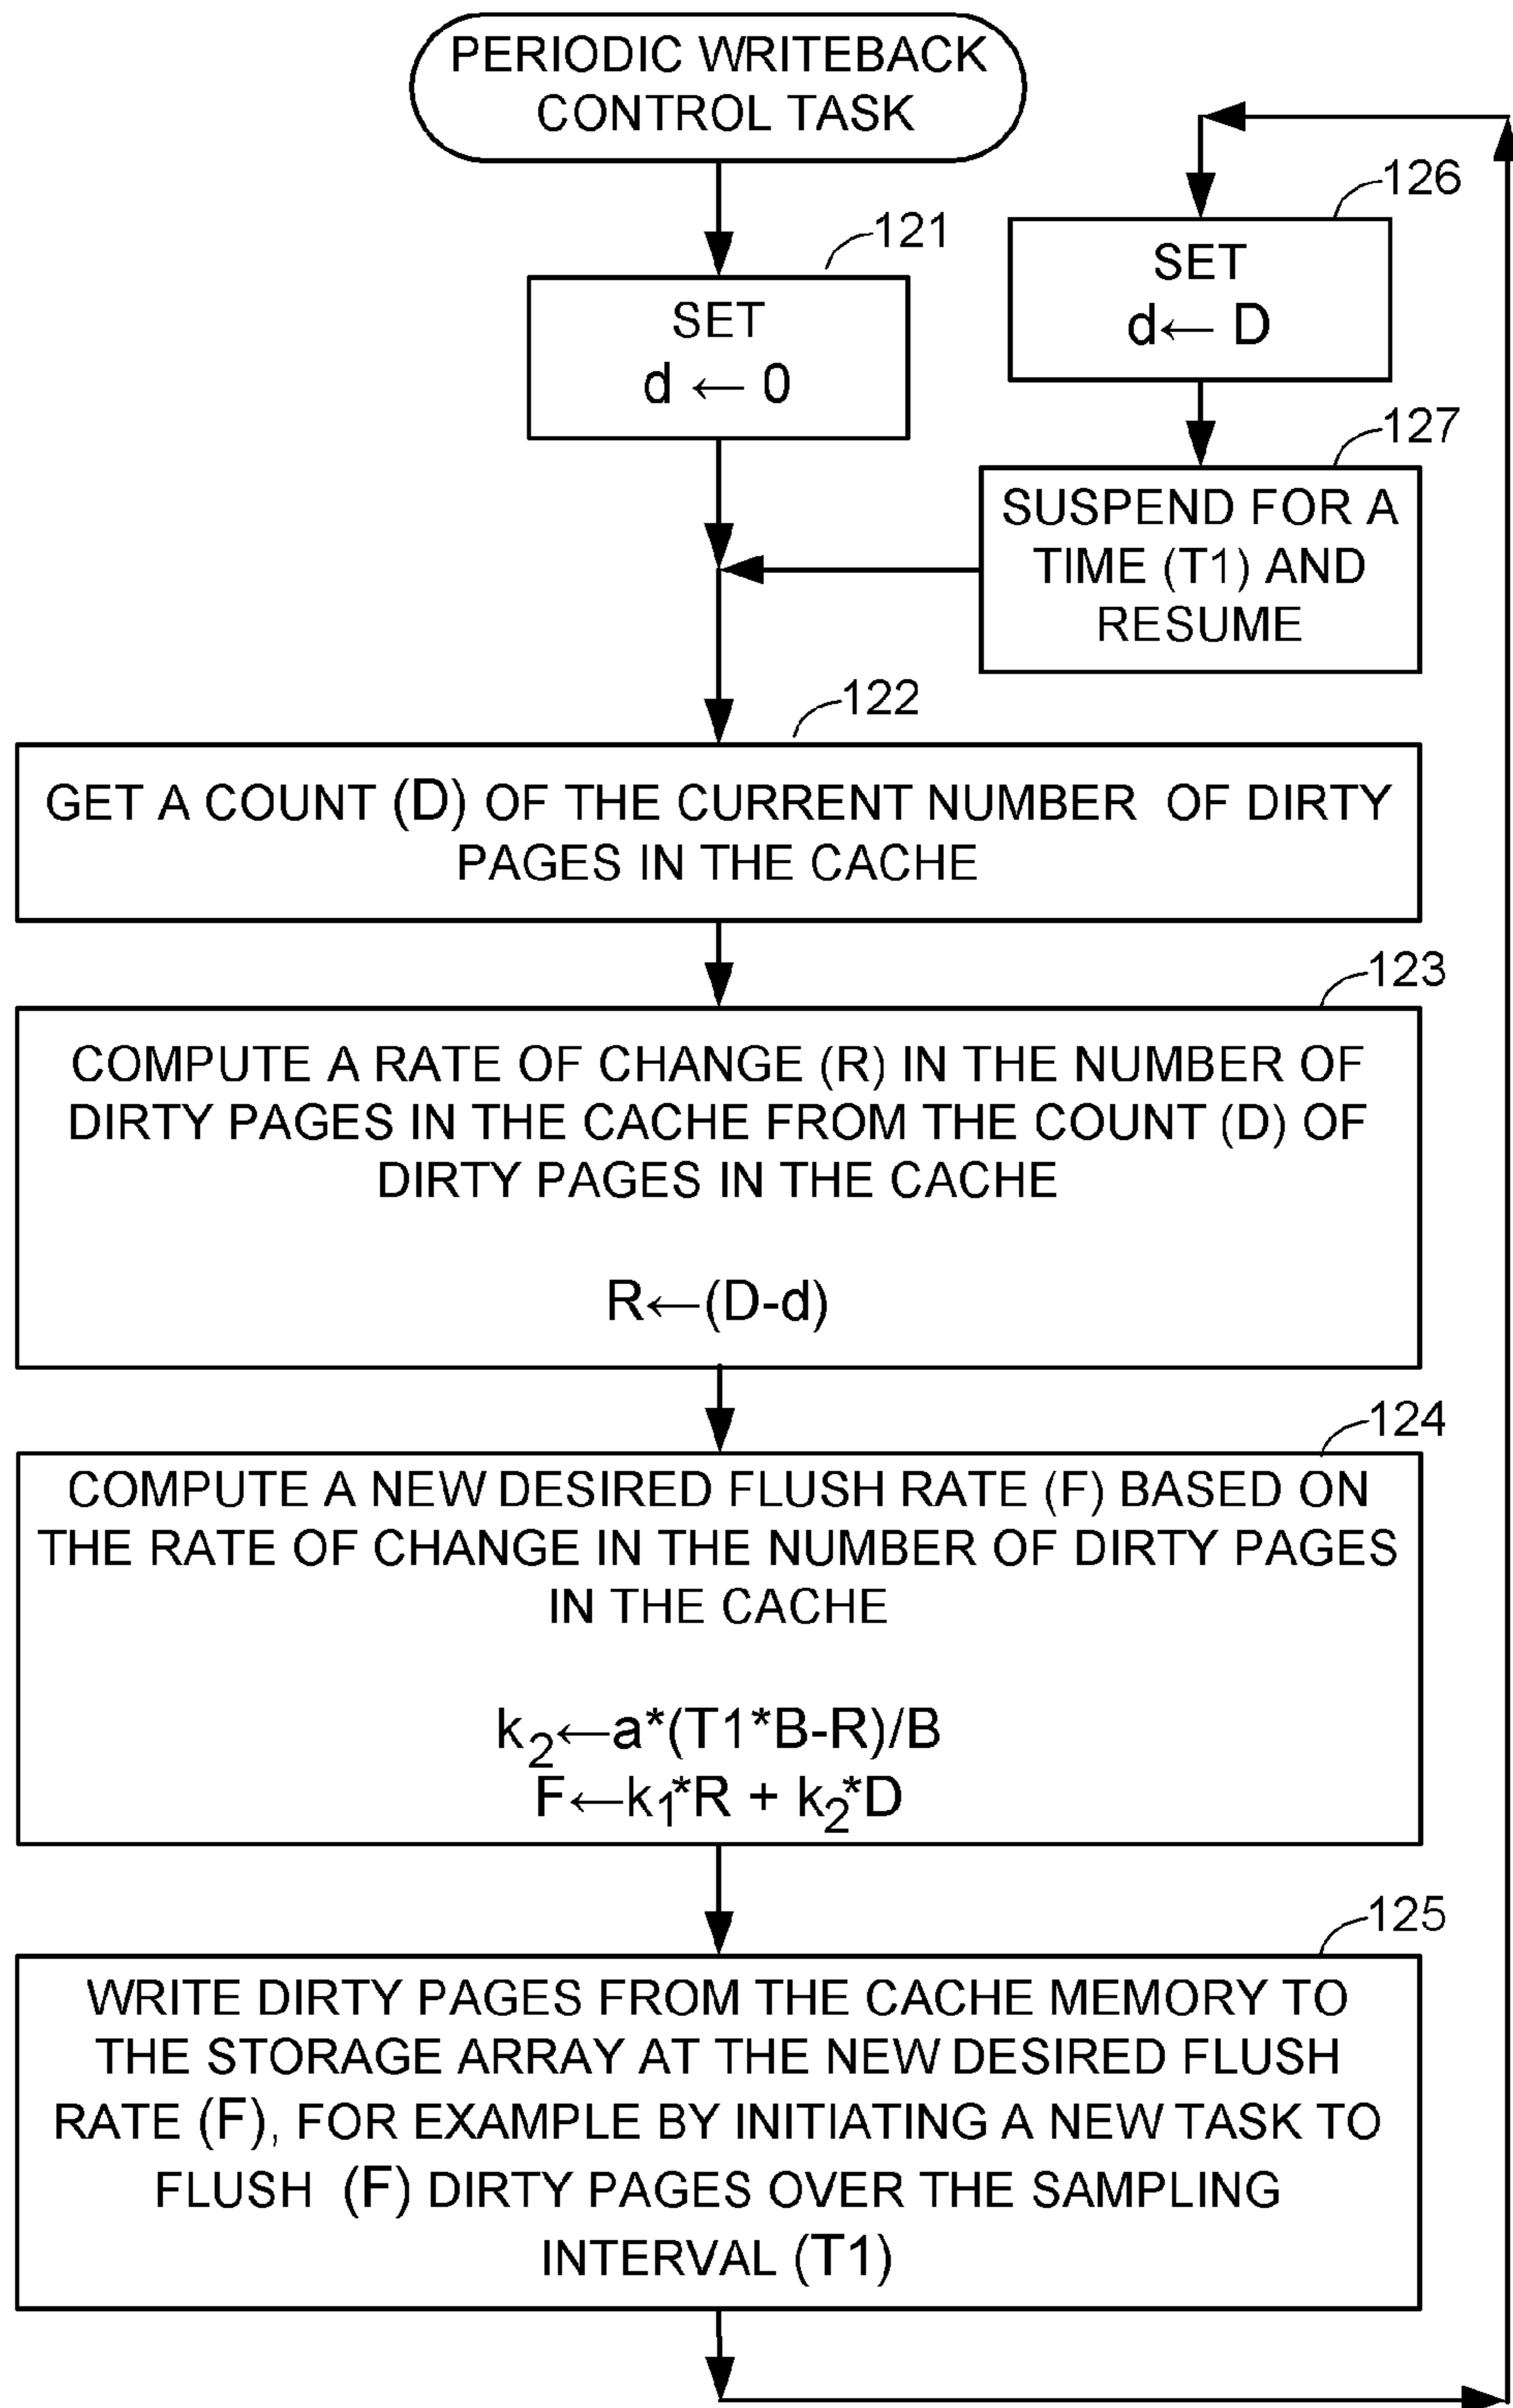 PERIODIC WRITEBACK
CONTROL TASK
121
SET
d ← 0
126
SET
d← D
127
SUSPEND FOR A
TIME (T1) AND
RESUME
122
GET A COUNT (D) OF THE CURRENT NUMBER OF DIRTY
PAGES IN THE CACHE
123
COMPUTE A RATE OF CHANGE (R) IN THE NUMBER OF
DIRTY PAGES IN THE CACHE FROM THE COUNT (D) OF
DIRTY PAGES IN THE CACHE
R←(D-d)
124
COMPUTE A NEW DESIRED FLUSH RATE (F) BASED ON
THE RATE OF CHANGE IN THE NUMBER OF DIRTY PAGES
IN THE CACHE
k₂←a*(T1*B-R)/B
F←k₁*R + k₂*D
125
WRITE DIRTY PAGES FROM THE CACHE MEMORY TO
THE STORAGE ARRAY AT THE NEW DESIRED FLUSH
RATE (F), FOR EXAMPLE BY INITIATING A NEW TASK TO
FLUSH (F) DIRTY PAGES OVER THE SAMPLING
INTERVAL (T1)